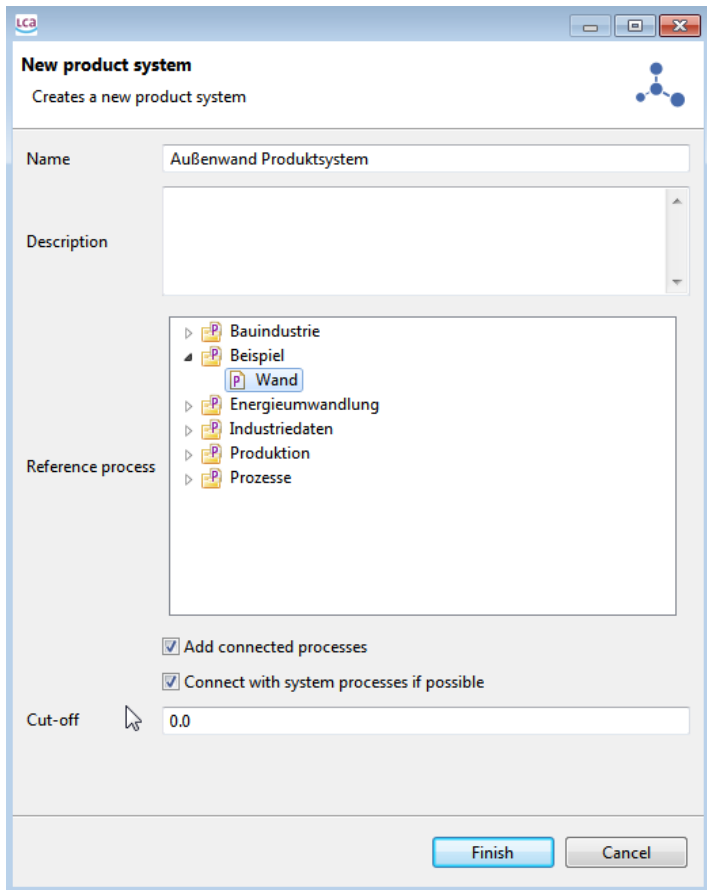 LCa
New product system
Creates a new product system
Name
Außenwand Produktsystem
Description
Reference process
P Bauindustrie
P Beispiel
P Wand
P Energieumwandlung
P Industriedaten
P Produktion
P Prozesse
Add connected processes
Connect with system processes if possible
Cut-off
0.0
Finish
Cancel